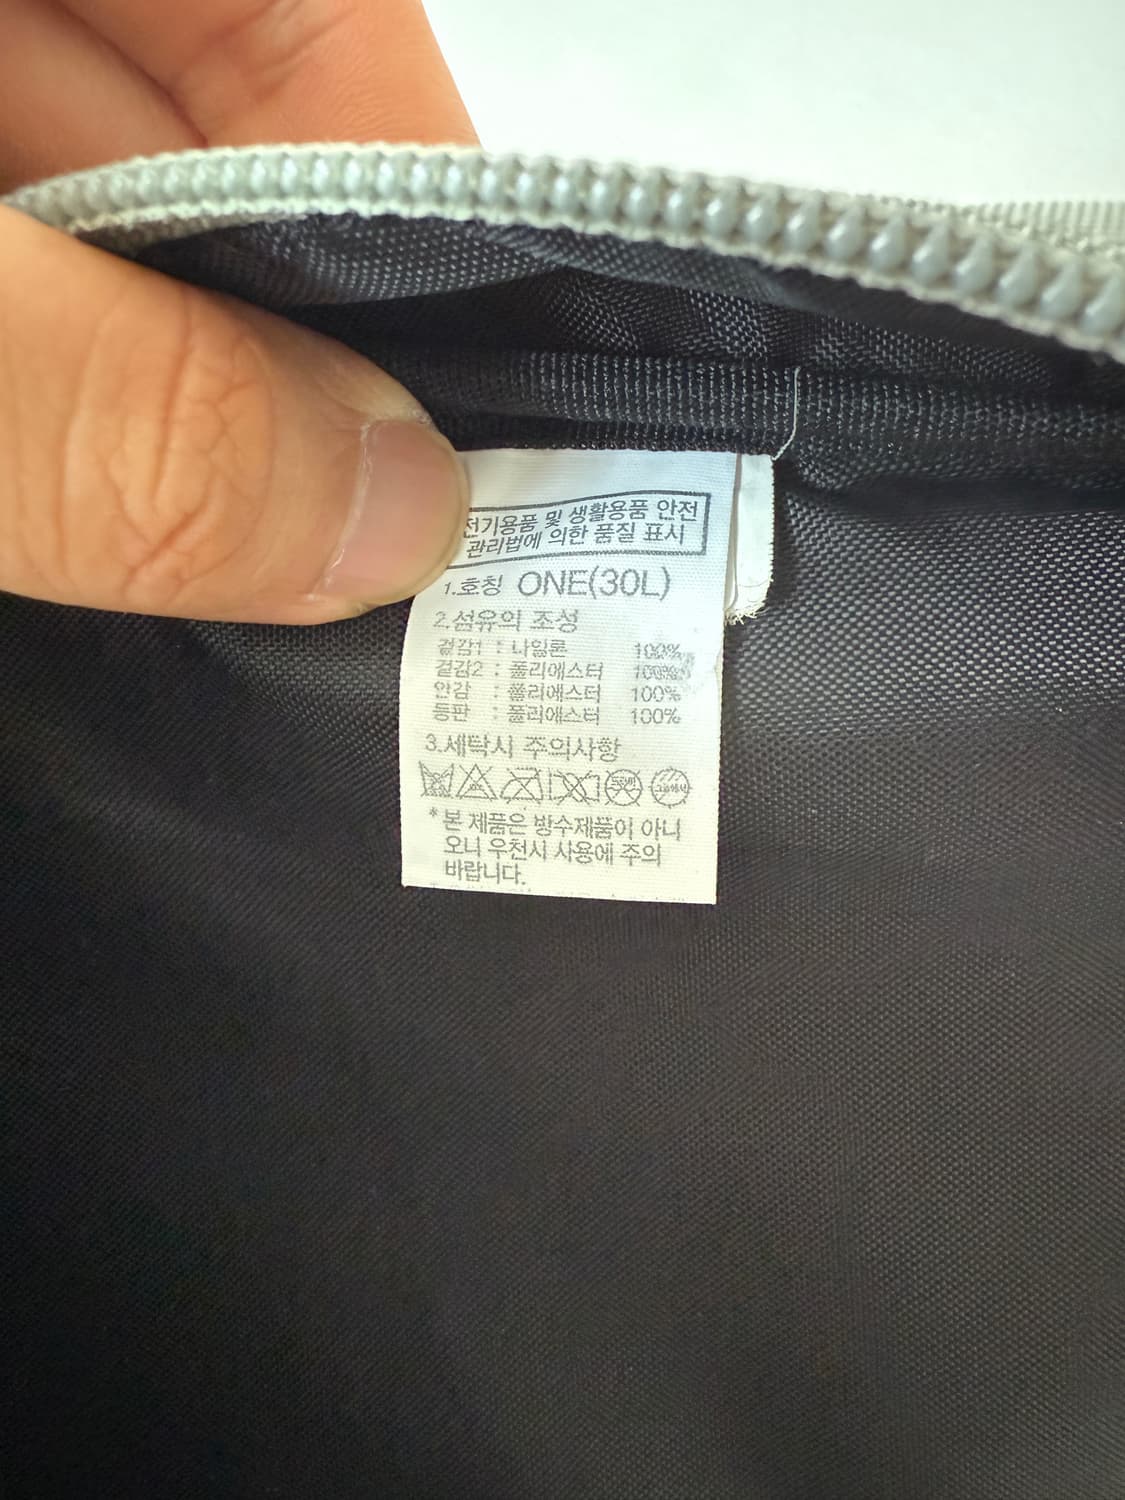 전기용품 및 생활용품 안전
관리법에 의한 품질 표시
1.호칭 ONE(30L)
2.섬유의 조성
겉감1 : 나일론 100%
겉감2 : 폴리에스터 100%
안감 : 폴리에스터 100%
등판 : 폴리에스터 100%
3.세탁시 주의사항
드라이
* 본 제품은 방수제품이 아니
오니 우천시 사용에 주의
바랍니다.